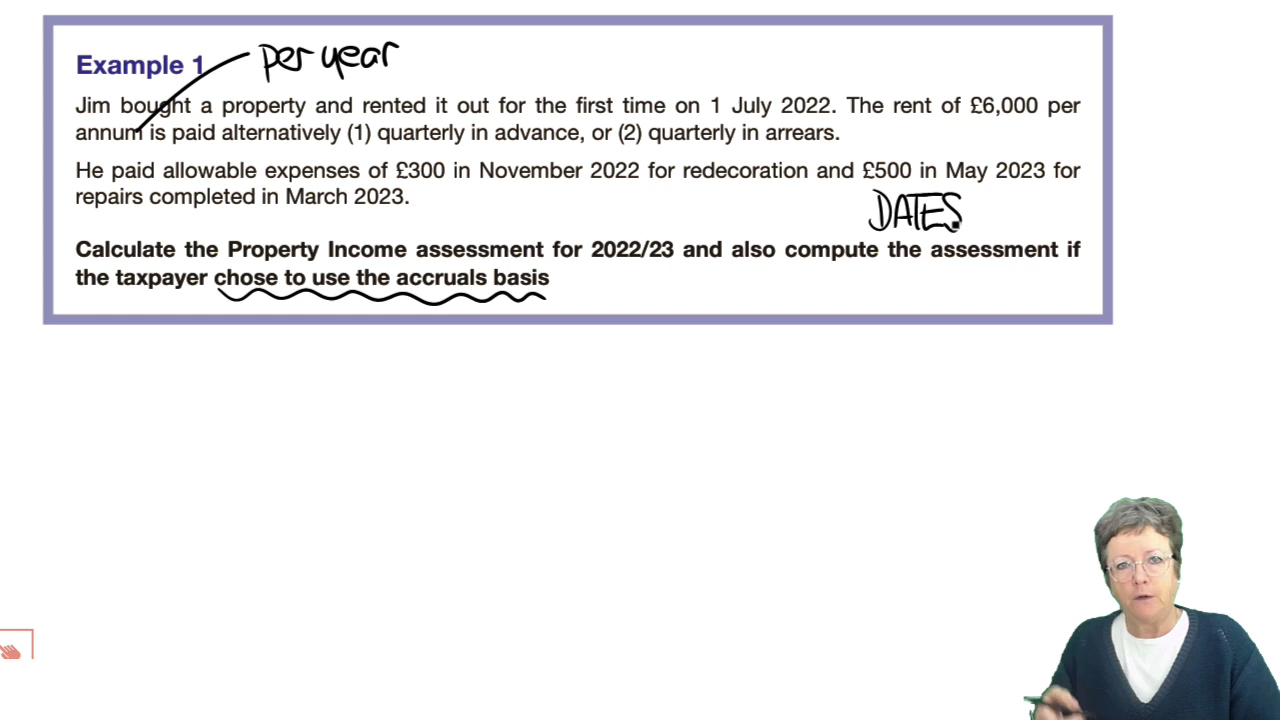 Example 1
per year
Jim bought a property and rented it out for the first time on 1 July 2022. The rent of £6,000 per
annum is paid alternatively (1) quarterly in advance, or (2) quarterly in arrears.
He paid allowable expenses of £300 in November 2022 for redecoration and £500 in May 2023 for
repairs completed in March 2023.
DATES
Calculate the Property Income assessment for 2022/23 and also compute the assessment if
the taxpayer chose to use the accruals basis